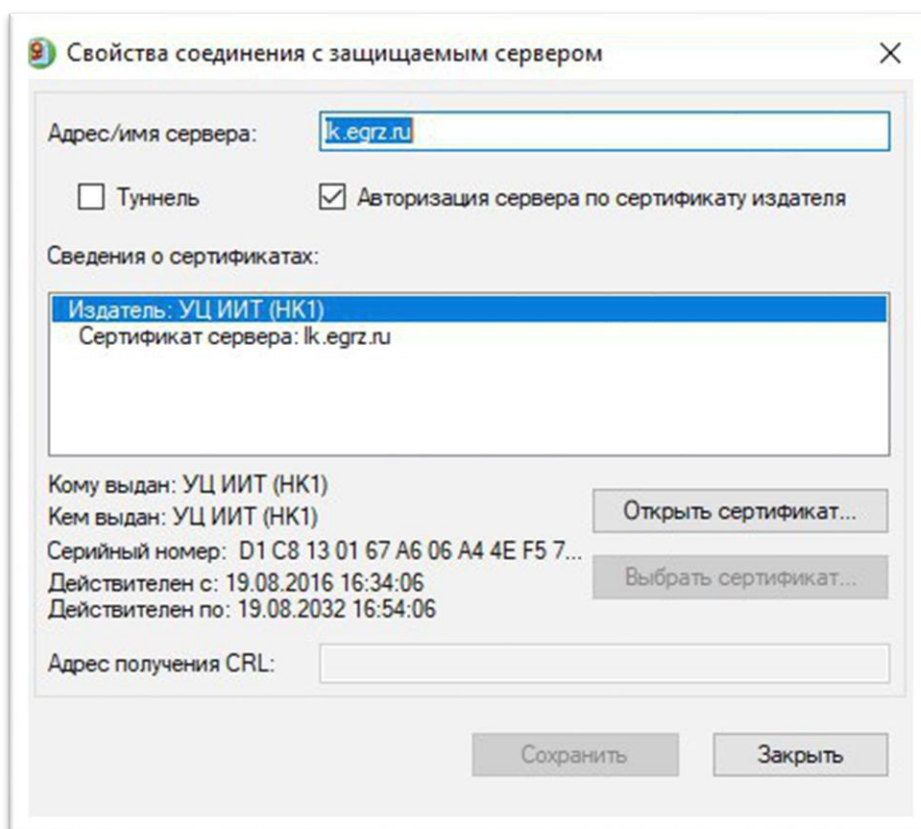 Свойства соединения с защищаемым сервером
Адрес/имя сервера: lk.egrz.ru
Туннель Авторизация сервера по сертификату издателя
Сведения о сертификатах:
Издатель: УЦ ИИТ (НК1)
Сертификат сервера: lk.egrz.ru
Кому выдан: УЦ ИИТ (НК1)
Кем выдан: УЦ ИИТ (НК1)
Открыть сертификат...
Серийный номер: D1 C8 13 01 67 A6 06 A4 4E F5 7...
Выбрать сертификат...
Действителен с: 19.08.2016 16:34:06
Действителен по: 19.08.2032 16:54:06
Адрес получения CRL:
Сохранить Закрыть